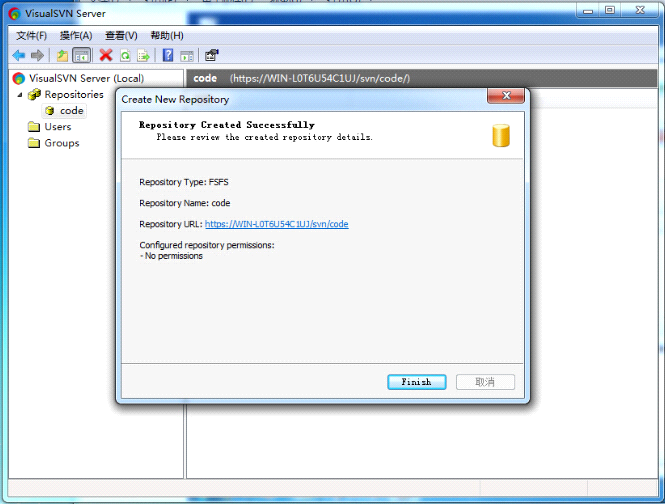 VisualSVN Server
文件(F) 操作(A) 查看(V) 帮助(H)
VisualSVN Server (Local)
Repositories
code
Users
Groups
code (https://WIN-L0T6U54C1UJ/svn/code/)
Create New Repository
Repository Created Successfully
Please review the created repository details.
Repository Type: FSFS
Repository Name: code
Repository URL: https://WIN-L0T6U54C1UJ/svn/code
Configured repository permissions:
- No permissions
Finish 取消